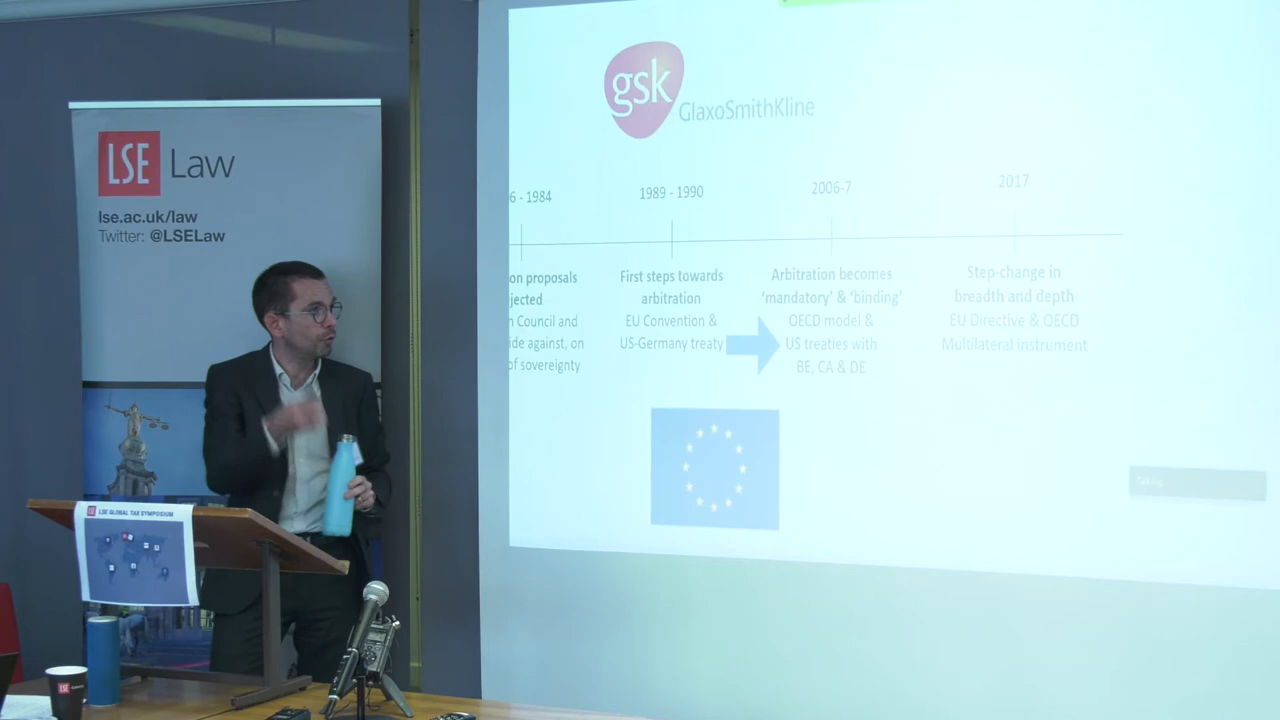 LSE Law
lse.ac.uk/law
Twitter: @LSELaw
LSE GLOBAL TAX SYMPOSIUM
LSE
gsk
GlaxoSmithKline
6 - 1984
on proposals
jected
n Council and
ide against, on
of sovereignty
1989 - 1990
First steps towards
arbitration
EU Convention &
US-Germany treaty
2006-7
Arbitration becomes
‘mandatory’ & ‘binding’
OECD model &
US treaties with
BE, CA & DE
2017
Step-change in
breadth and depth
EU Directive & OECD
Multilateral instrument